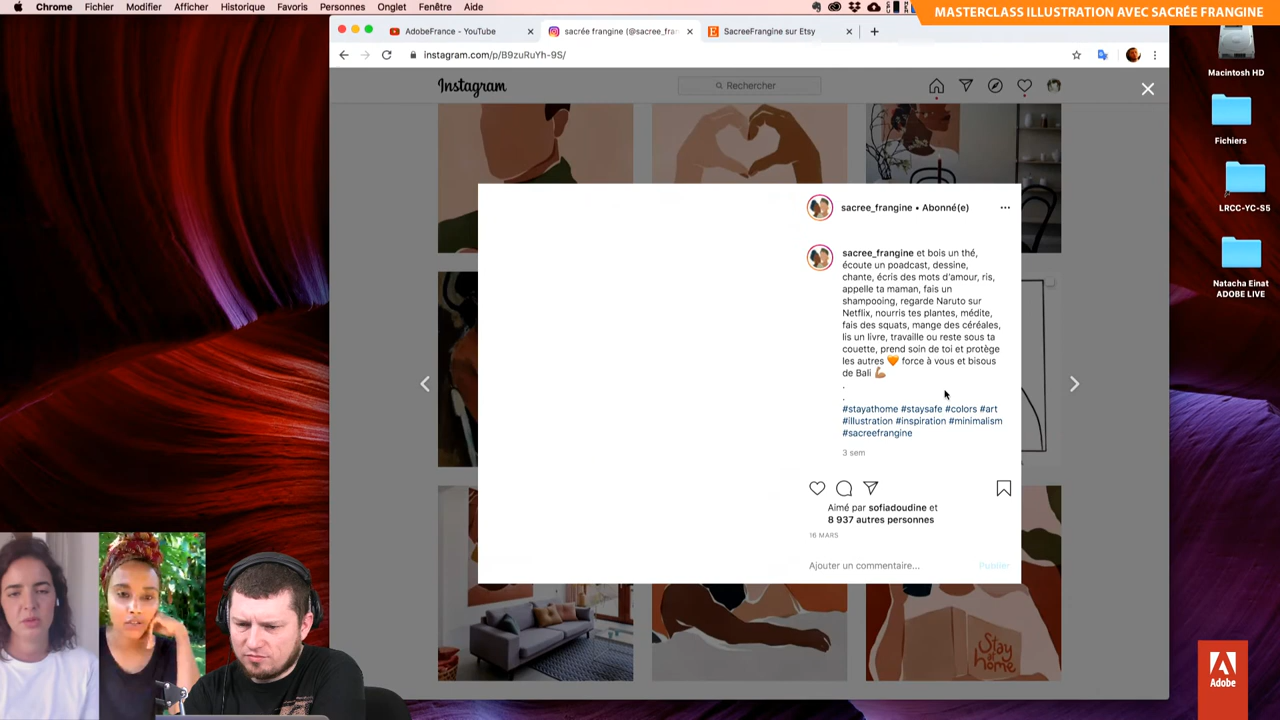 Chrome Fichier Modifier Afficher Historique Favoris Personnes Onglet Fenêtre Aide
MASTERCLASS ILLUSTRATION AVEC SACRÉE FRANGINE
AdobeFrance - YouTube
sacrée frangine (@sacree_fran
SacreeFrangine sur Etsy
instagram.com/p/B9zuRuYh-9S/
Instagram
Rechercher
Macintosh HD
Fichiers
LRCC-YC-S5
Natacha Einat
ADOBE LIVE
sacree_frangine • Abonné(e)
sacree_frangine et bois un thé,
écoute un poadcast, dessine,
chante, écris des mots d'amour, ris,
appelle ta maman, fais un
shampooing, regarde Naruto sur
Netflix, nourris tes plantes, médite,
fais des squats, mange des céréales,
lis un livre, travaille ou reste sous ta
couette, prend soin de toi et protège
les autres 🧡 force à vous et bisous
de Bali 💪🏽
.
.
#stayathome #staysafe #colors #art
#illustration #inspiration #minimalism
#sacreefrangine
3 sem
Aimé par sofiadoudine et
8 937 autres personnes
16 MARS
Ajouter un commentaire...
Publier
Stay
at
home
Adobe